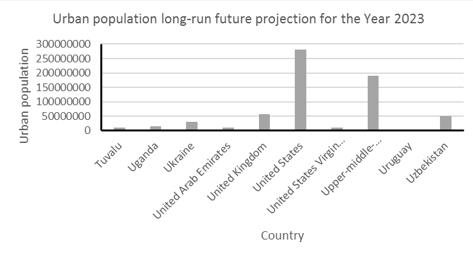 Urban population long-run future projection for the Year 2023
Urban population
300000000
250000000
200000000
150000000
100000000
50000000
0
Tuvalu
Uganda
Ukraine
United Arab Emirates
United Kingdom
United States
United States Virgin...
Upper-middle-...
Uruguay
Uzbekistan
Country